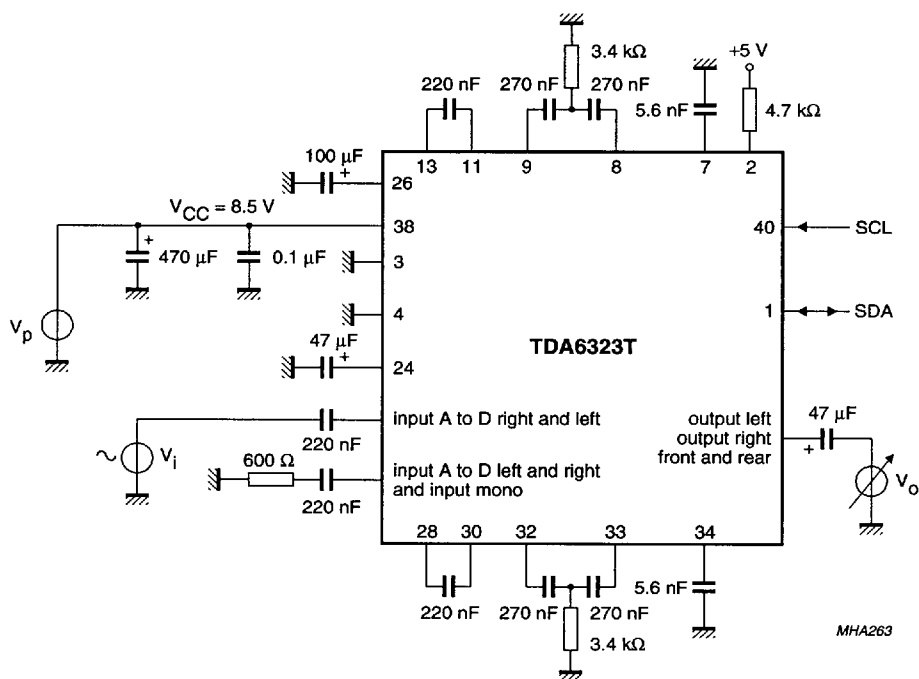 3.4 kΩ
+5 V
220 nF
270 nF
270 nF
5.6 nF
4.7 kΩ
13
11
9
8
7
2
100 μF
+
26
V_CC = 8.5 V
38
40
SCL
+
470 μF
0.1 μF
3
4
1
SDA
V_p
47 μF
+
24
TDA6323T
220 nF
input A to D right and left
output left
output right
front and rear
47 μF
+
V_i
600 Ω
220 nF
input A to D left and right
and input mono
V_o
28
30
32
33
34
220 nF
270 nF
270 nF
5.6 nF
3.4 kΩ
MHA263